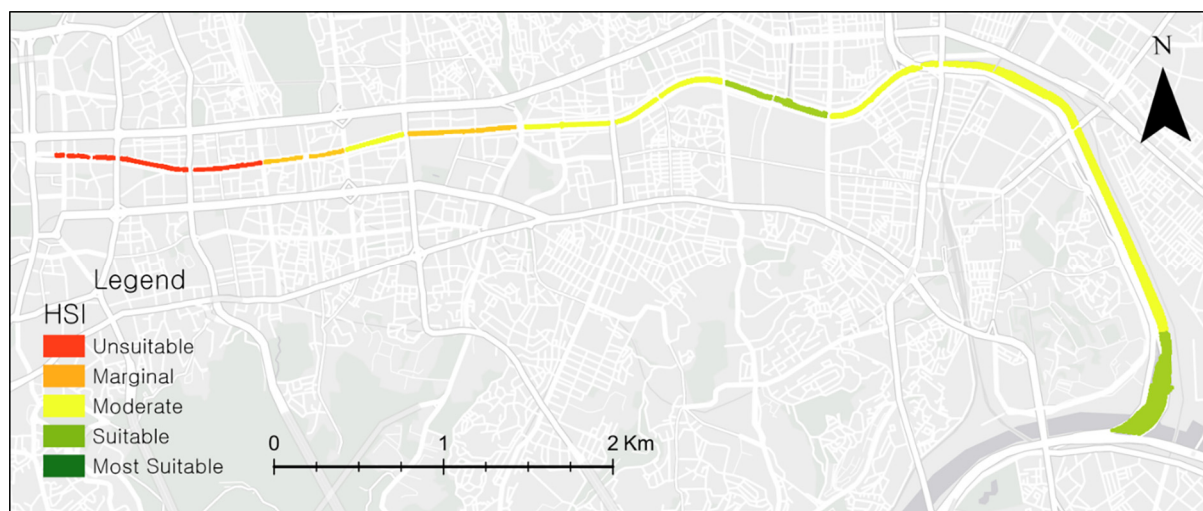 N
Legend
HSI
Unsuitable
Marginal
Moderate
Suitable
Most Suitable
0 1 2 Km